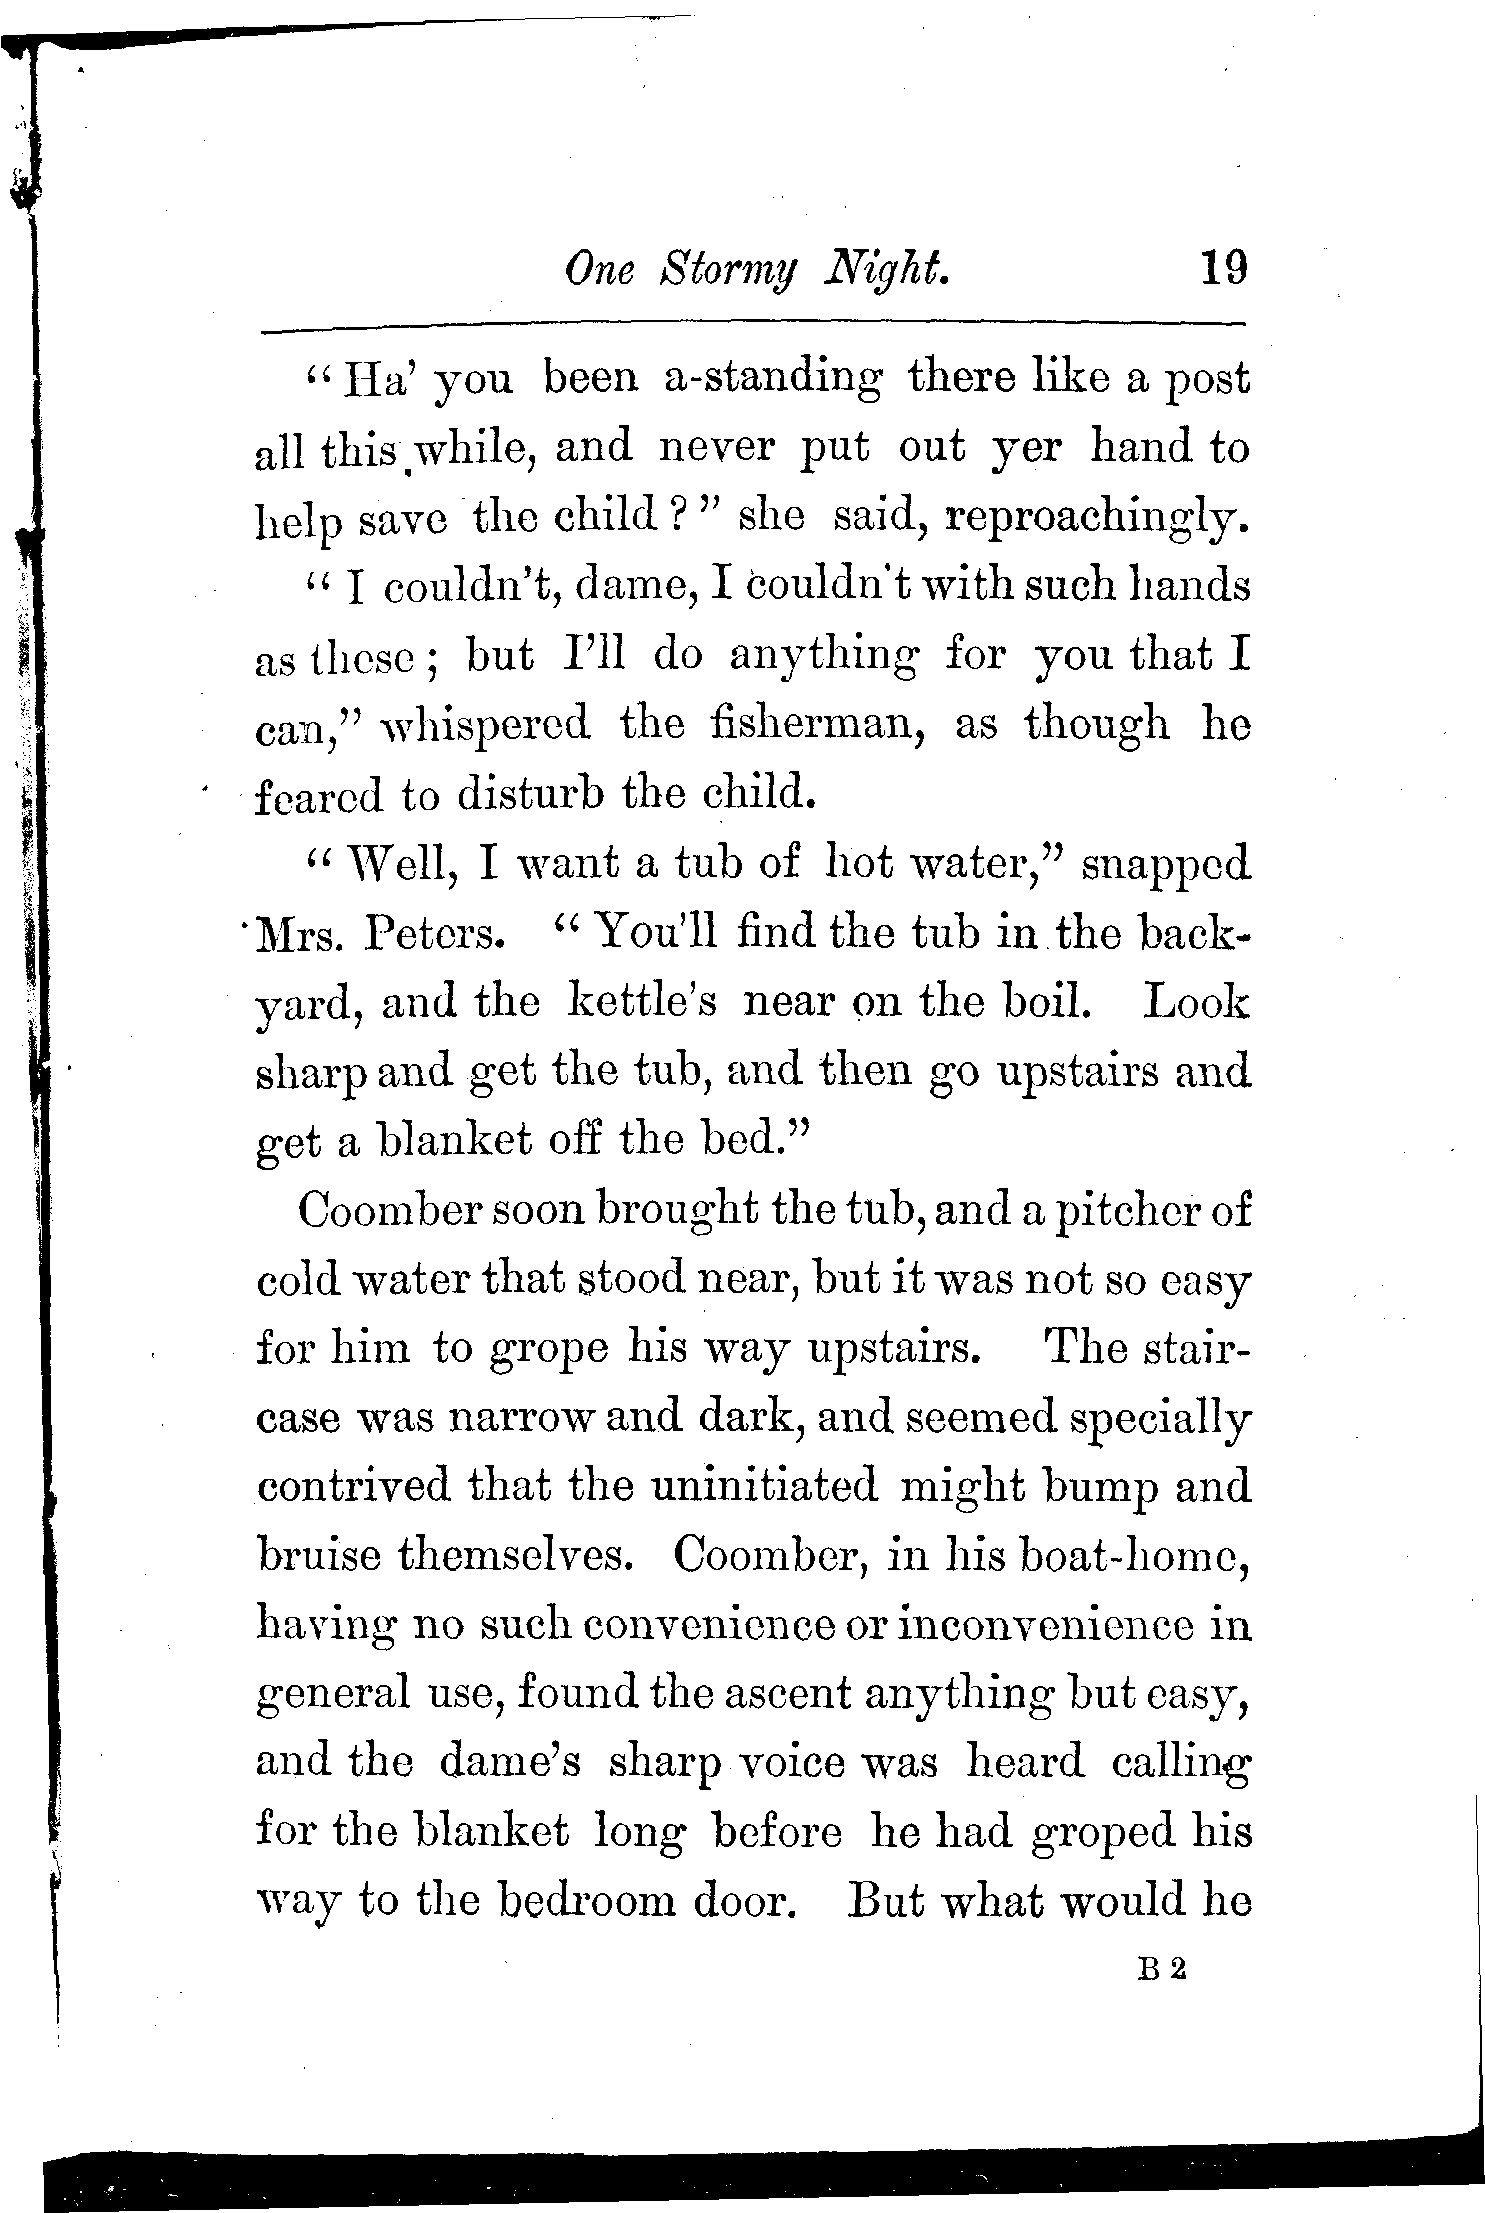 One Stormy Night. 19
“ Ha’ you been a-standing there like a post
all this while, and never put out yer hand to
help save the child ? ” she said, reproachingly.
“ I couldn’t, dame, I couldn’t with such hands
as these ; but I’ll do anything for you that I
can,” whispered the fisherman, as though he
feared to disturb the child.
“ Well, I want a tub of hot water,” snapped
Mrs. Peters. “ You’ll find the tub in the back-
yard, and the kettle’s near on the boil. Look
sharp and get the tub, and then go upstairs and
get a blanket off the bed.”
Coomber soon brought the tub, and a pitcher of
cold water that stood near, but it was not so easy
for him to grope his way upstairs. The stair-
case was narrow and dark, and seemed specially
contrived that the uninitiated might bump and
bruise themselves. Coomber, in his boat-home,
having no such convenience or inconvenience in
general use, found the ascent anything but easy,
and the dame’s sharp voice was heard calling
for the blanket long before he had groped his
way to the bedroom door. But what would he
B 2